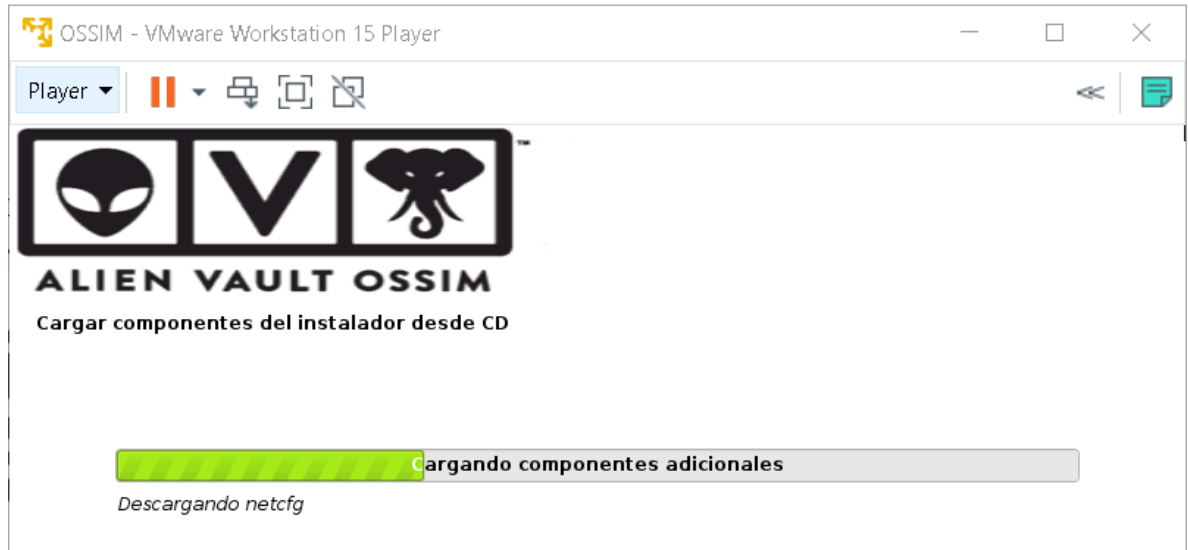 OSSIM - VMware Workstation 15 Player
Player
V
™
ALIEN VAULT OSSIM
Cargar componentes del instalador desde CD
Cargando componentes adicionales
Descargando netcfg